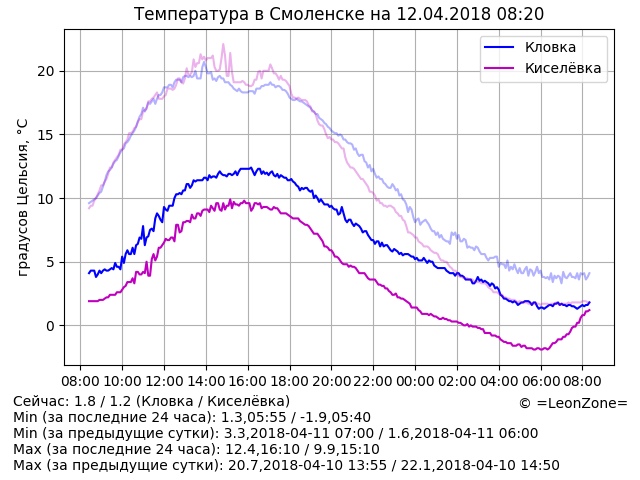 Температура в Смоленске на 12.04.2018 08:20
Кловка
Киселёвка
градусов Цельсия, °C
20
15
10
5
0
08:00 10:00 12:00 14:00 16:00 18:00 20:00 22:00 00:00 02:00 04:00 06:00 08:00
Сейчас: 1.8 / 1.2 (Кловка / Киселёвка)
© =LeonZone=
Min (за последние 24 часа): 1.3,05:55 / -1.9,05:40
Min (за предыдущие сутки): 3.3,2018-04-11 07:00 / 1.6,2018-04-11 06:00
Max (за последние 24 часа): 12.4,16:10 / 9.9,15:10
Max (за предыдущие сутки): 20.7,2018-04-10 13:55 / 22.1,2018-04-10 14:50